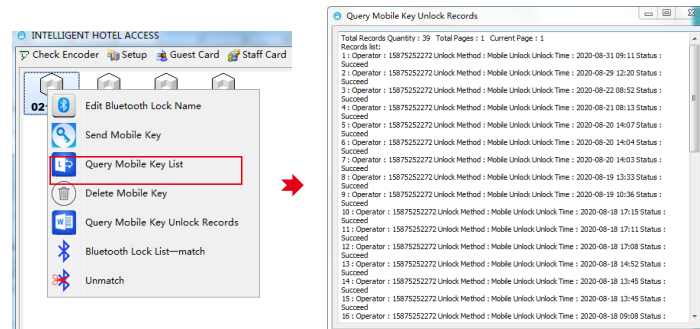 INTELLIGENT HOTEL ACCESS
Check Encoder Setup Guest Card Staff Card
Edit Bluetooth Lock Name
Send Mobile Key
Query Mobile Key List
Delete Mobile Key
Query Mobile Key Unlock Records
Bluetooth Lock List—match
Unmatch
Query Mobile Key Unlock Records
Total Records Quantity : 39 Total Pages : 1 Current Page : 1
Records list:
1 : Operator : 15875252272 Unlock Method : Mobile Unlock Unlock Time : 2020-08-31 09:11 Status :
Succeed
2 : Operator : 15875252272 Unlock Method : Mobile Unlock Unlock Time : 2020-08-29 12:20 Status :
Succeed
3 : Operator : 15875252272 Unlock Method : Mobile Unlock Unlock Time : 2020-08-22 08:52 Status :
Succeed
4 : Operator : 15875252272 Unlock Method : Mobile Unlock Unlock Time : 2020-08-21 08:13 Status :
Succeed
5 : Operator : 15875252272 Unlock Method : Mobile Unlock Unlock Time : 2020-08-20 14:07 Status :
Succeed
6 : Operator : 15875252272 Unlock Method : Mobile Unlock Unlock Time : 2020-08-20 14:04 Status :
Succeed
7 : Operator : 15875252272 Unlock Method : Mobile Unlock Unlock Time : 2020-08-20 14:03 Status :
Succeed
8 : Operator : 15875252272 Unlock Method : Mobile Unlock Unlock Time : 2020-08-19 13:33 Status :
Succeed
9 : Operator : 15875252272 Unlock Method : Mobile Unlock Unlock Time : 2020-08-19 10:36 Status :
Succeed
10 : Operator : 15875252272 Unlock Method : Mobile Unlock Unlock Time : 2020-08-18 17:15 Status :
Succeed
11 : Operator : 15875252272 Unlock Method : Mobile Unlock Unlock Time : 2020-08-18 17:11 Status :
Succeed
12 : Operator : 15875252272 Unlock Method : Mobile Unlock Unlock Time : 2020-08-18 17:08 Status :
Succeed
13 : Operator : 15875252272 Unlock Method : Mobile Unlock Unlock Time : 2020-08-18 14:52 Status :
Succeed
14 : Operator : 15875252272 Unlock Method : Mobile Unlock Unlock Time : 2020-08-18 13:45 Status :
Succeed
15 : Operator : 15875252272 Unlock Method : Mobile Unlock Unlock Time : 2020-08-18 13:45 Status :
Succeed
16 : Operator : 15875252272 Unlock Method : Mobile Unlock Unlock Time : 2020-08-18 09:08 Status :